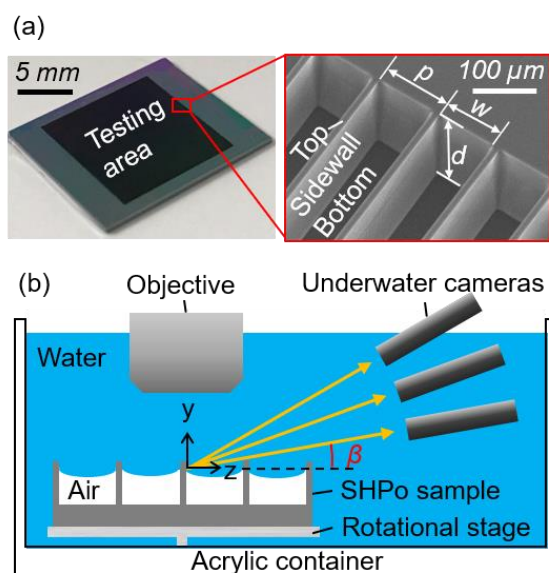 (a)
5 mm
Testing
area
p
w
d
100 µm
Top
Sidewall
Bottom
(b)
Objective
Underwater cameras
Water
y
z
β
Air
SHPo sample
Rotational stage
Acrylic container